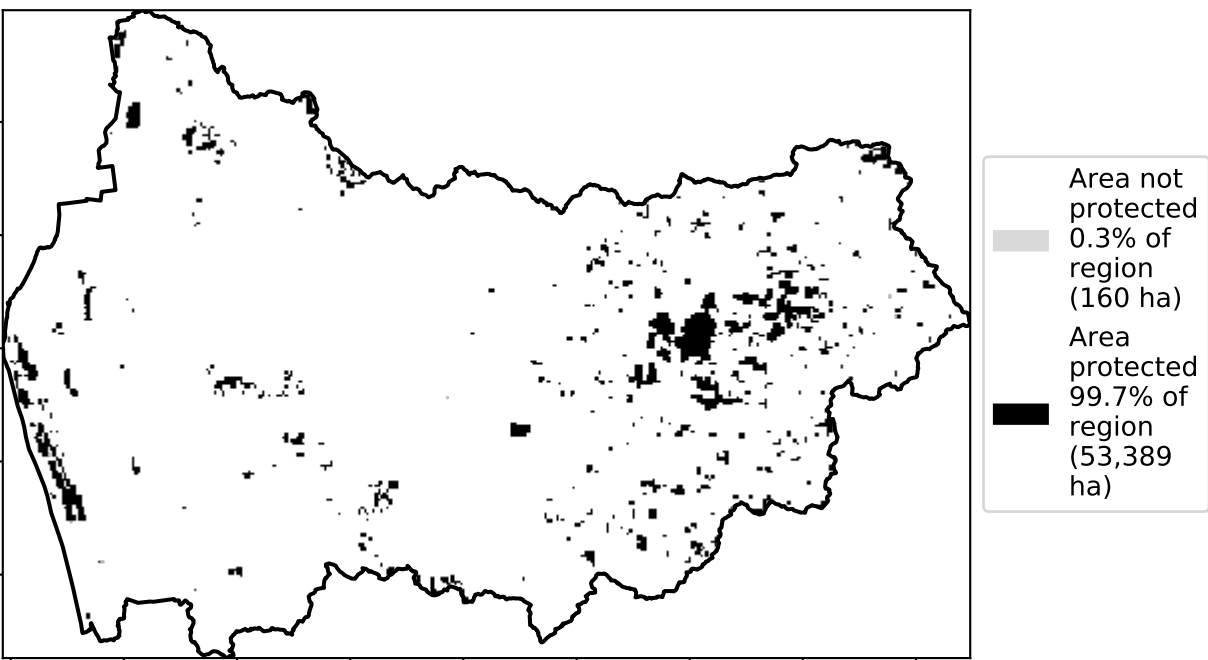 Area not
protected
0.3% of
region
(160 ha)
Area
protected
99.7% of
region
(53,389
ha)